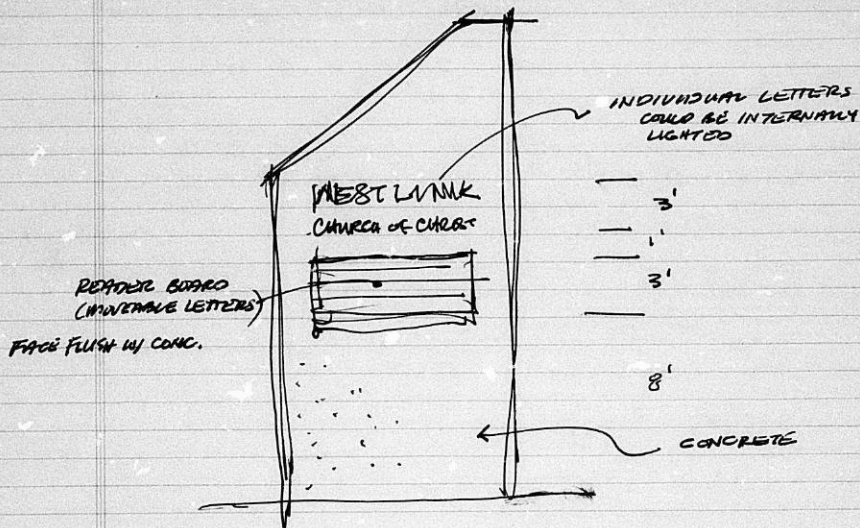 INDIVIDUAL LETTERS
COULD BE INTERNALLY
LIGHTED
WEST
CHURCH OF CHRIST
3'
1'
3'
8'
READER BOARD
(MOVEABLE LETTERS)
FACE FLUSH W/ CONC.
CONCRETE